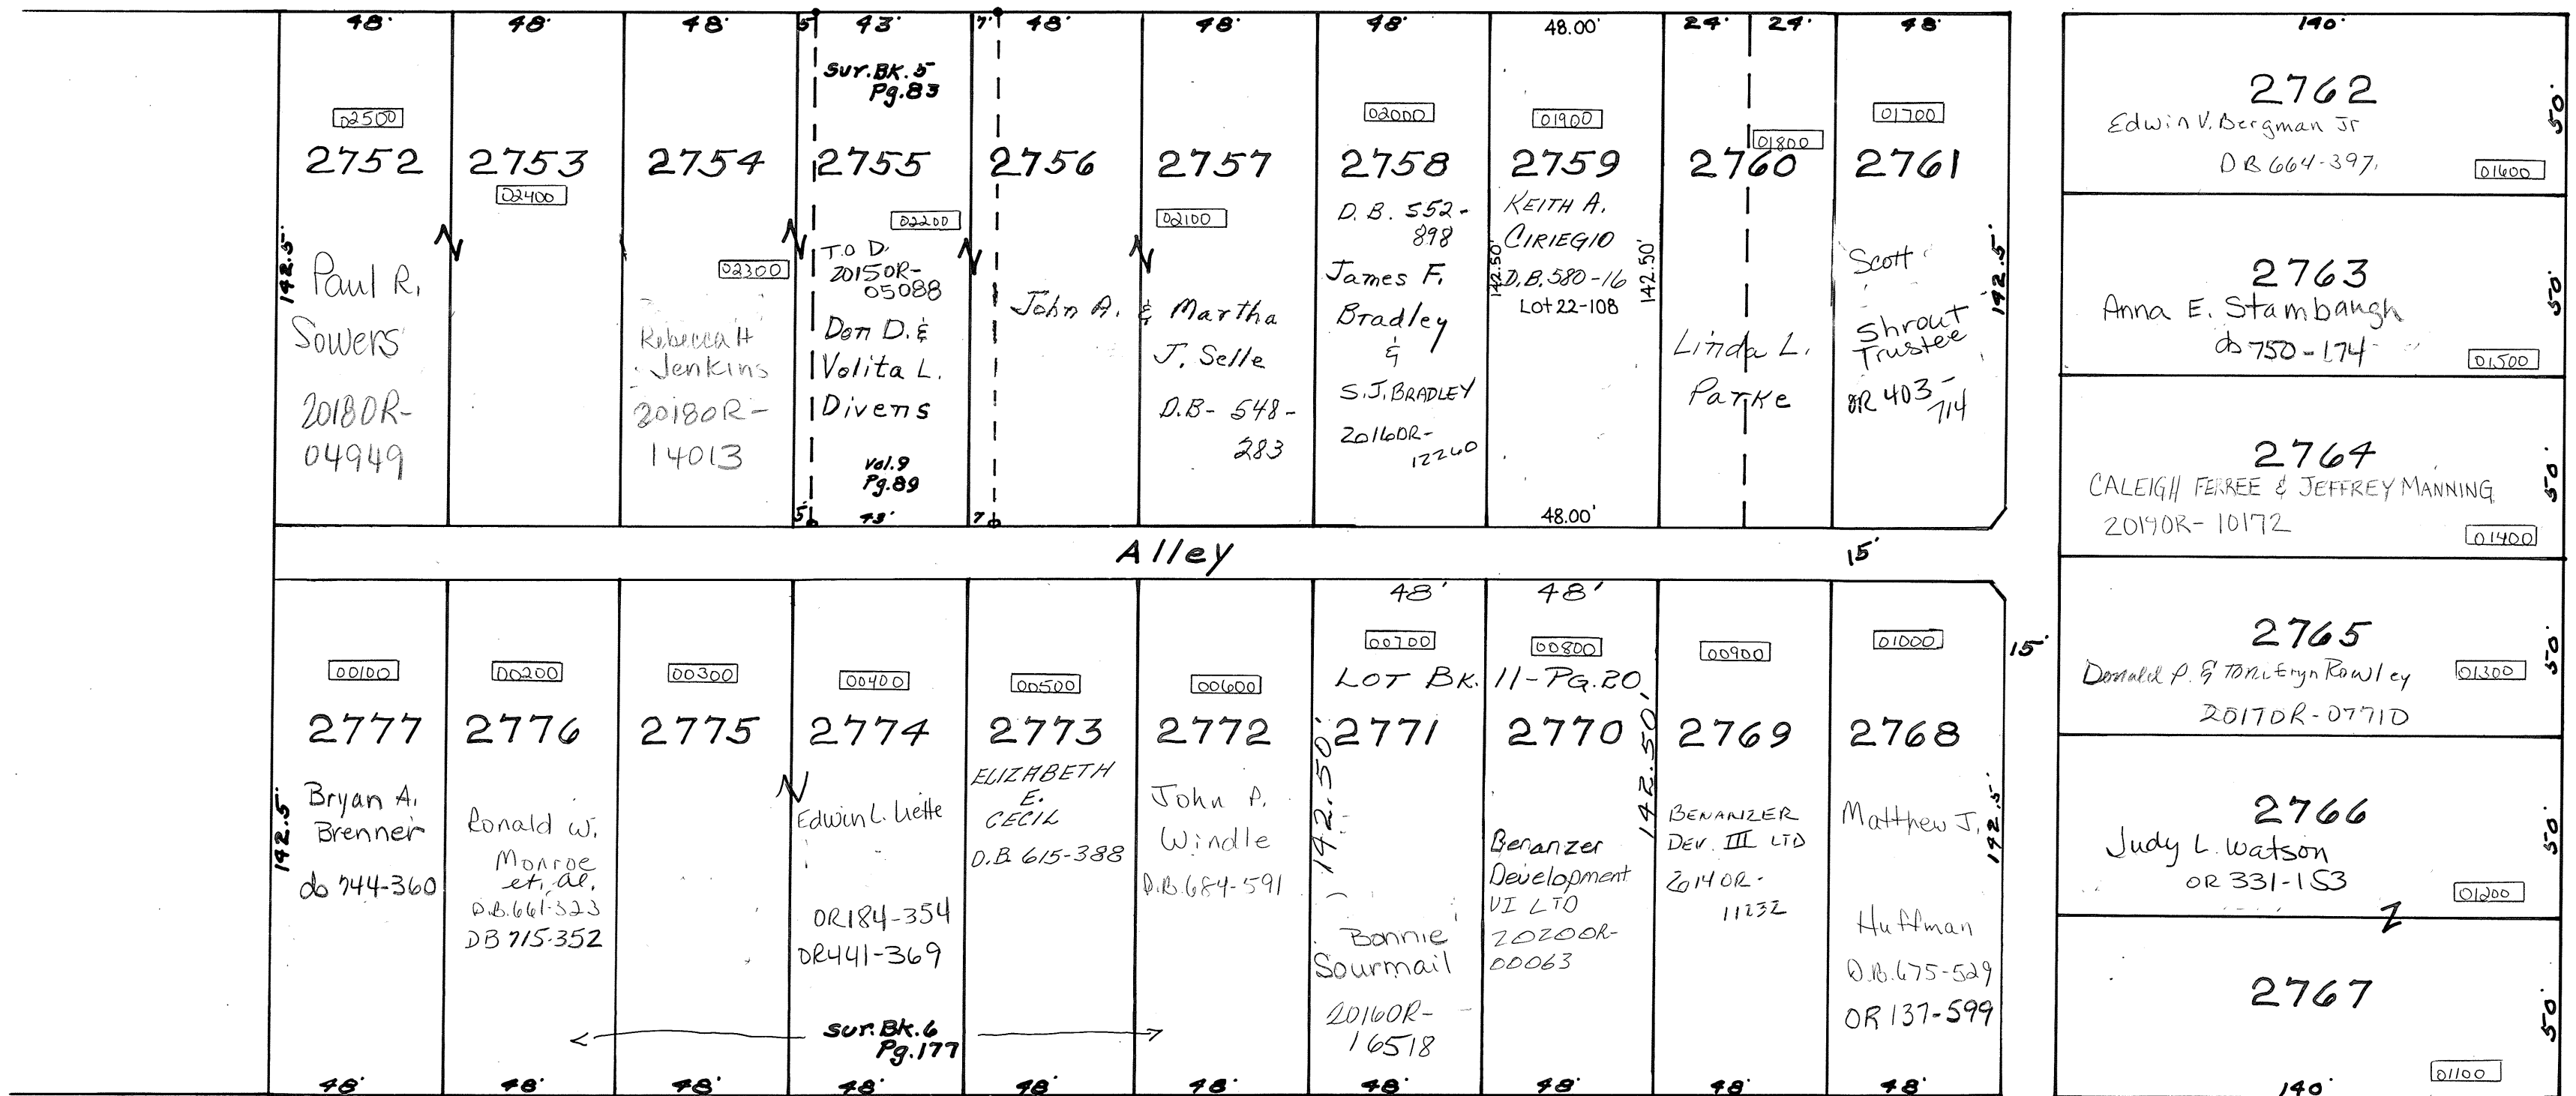 48'
02500
2752
142.5'
Paul R.
Sowers
2018OR-
04949
48'
2753
02400
48'
2754
02300
Rebecca H
Jenkins
2018OR-
14013
5' 43' 7'
Sur.Bk.5
Pg.83
2755
02200
T.O D.
2015OR-
05088
Don D. &
Volita L.
Divens
Vol.9
Pg.89
5' 43' 7'
48'
2756
48'
2757
02100
John A. & Martha
J. Selle
D.B- 548-
283
48'
02000
2758
D.B. 552-
898
James F.
Bradley
&
S.J. BRADLEY
2016OR-
12260
48.00'
01900
2759
KEITH A.
CIRIEGIO
D.B. 580-16
Lot 22-108
142.50'
142.50'
48.00'
24' 24'
01800
2760
Linda L.
Parke
48'
01700
2761
Scott
Shrout
Trustee
OR 403-
714
142.5'
Alley
15'
00100
2777
142.5'
Bryan A.
Brenner
db 744-360
48'
00200
2776
Ronald W.
Monroe
et. al.
D.B. 661-323
DB 715-352
48'
00300
2775
48'
00400
2774
Edwin L. Liette
OR184-354
OR441-369
Sur.Bk.6
Pg.177
48'
00500
2773
ELIZABETH
E.
CECIL
D.B. 615-388
48'
00600
2772
John P.
Windle
D.B. 684-591
48'
48' 48'
00700 00800
LOT BK. 11-PG.20
2771
142.50'
Bonnie
Sourmail
2016OR-
16518
48'
2770
142.50'
Benanzer
Development
VI LTD
2020OR-
00063
48'
00900
2769
BENANZER
DEV. III LTD
2014OR-
11232
48'
01000
2768
Matthew J.
Huffman
D.B. 675-529
OR 137-599
142.5'
48'
15'
140'
2762
Edwin V. Bergman Jr
DB 664-397
01600
50'
2763
Anna E. Stambaugh
db 750-174
01500
50'
2764
CALEIGH FERREE & JEFFREY MANNING
2019OR-10172
01400
50'
2765
Donald P. & Toni Eryn Rowley
01300
2017OR-07710
50'
2766
Judy L. Watson
OR 331-153
01200
50'
2767
01100
50'
140'